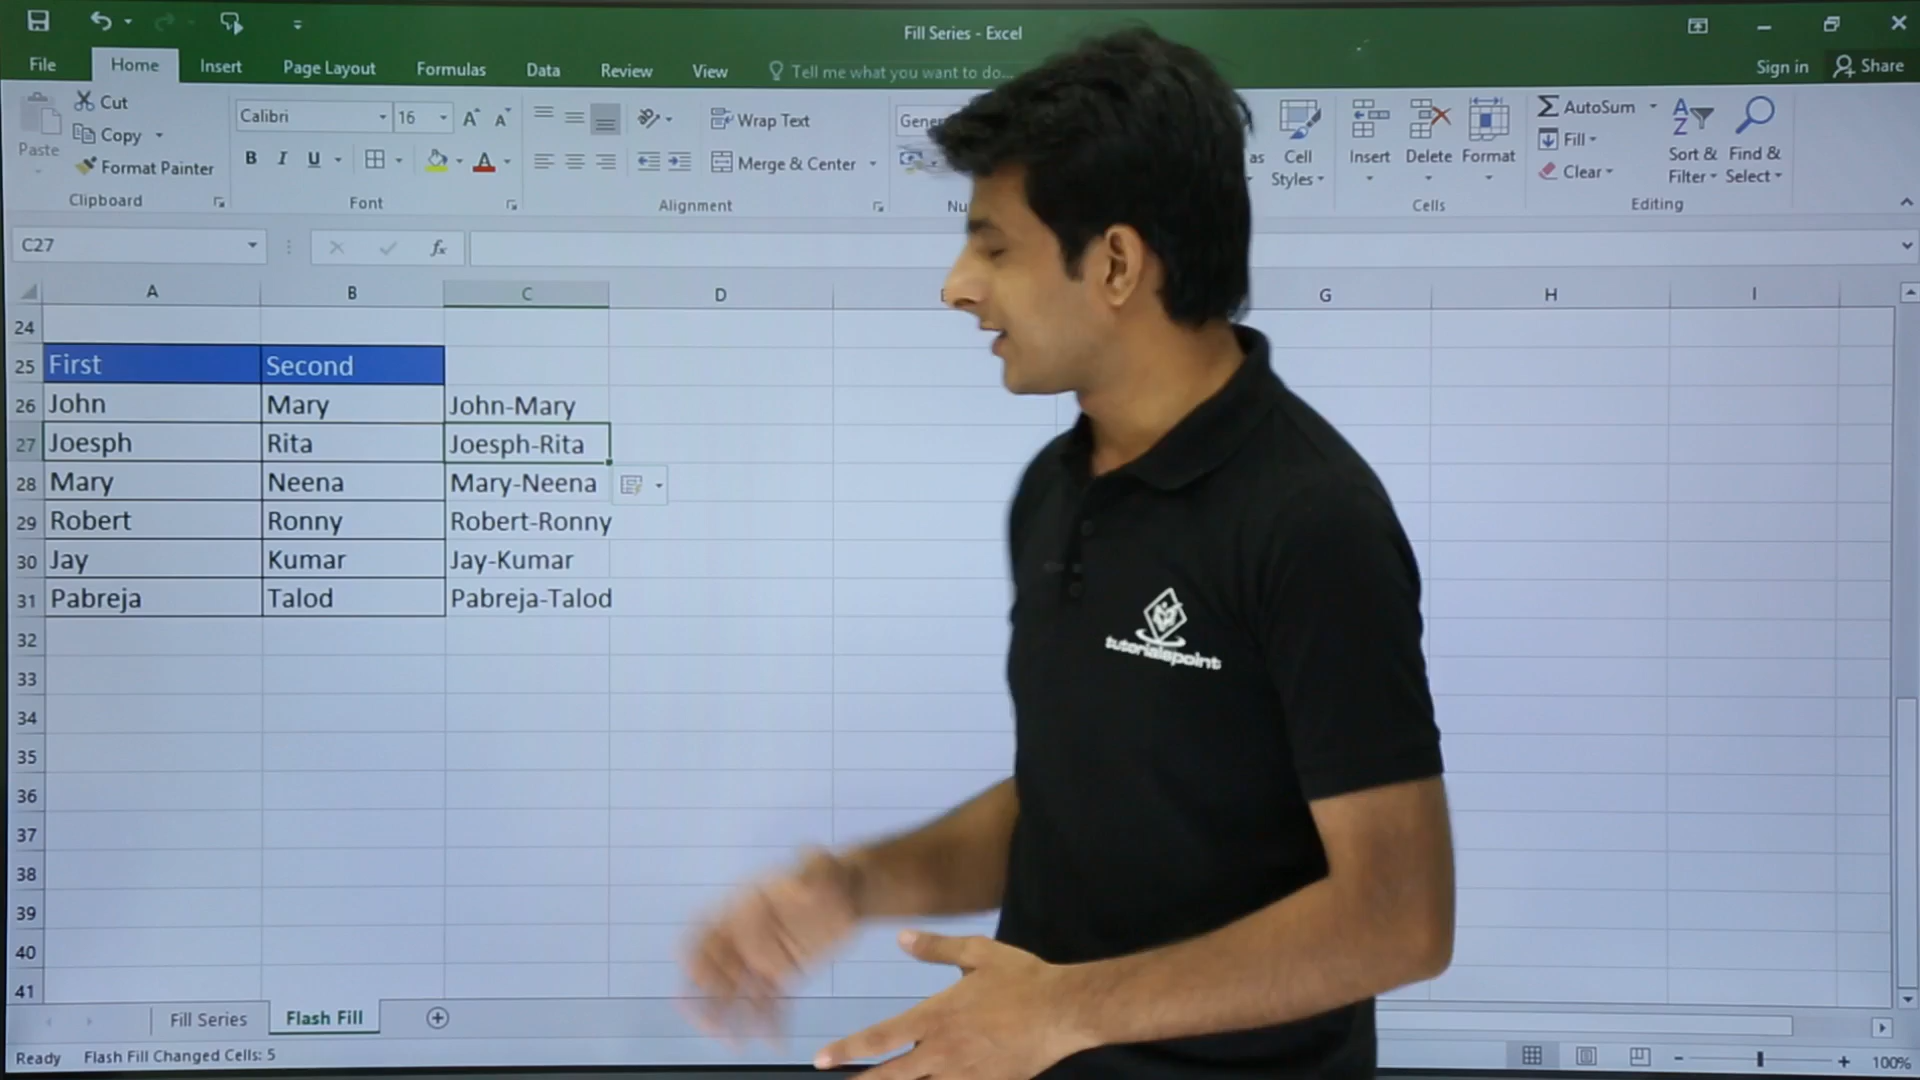 Fill Series - Excel
File Home Insert Page Layout Formulas Data Review View Tell me what you want to do... Sign in Share
Paste
Cut
Copy
Format Painter
Clipboard
Calibri 16
B I U
Font
Wrap Text
Merge & Center
Alignment
Gener
Nu
as
Cell Styles
Insert Delete Format
Cells
AutoSum
Fill
Clear
Sort & Filter
Find & Select
Editing
C27 fx
A B C D G H I
24
25 First Second
26 John Mary John-Mary
27 Joesph Rita Joesph-Rita
28 Mary Neena Mary-Neena
29 Robert Ronny Robert-Ronny
30 Jay Kumar Jay-Kumar
31 Pabreja Talod Pabreja-Talod
32
33
34
35
36
37
38
39
40
41
tutorialspoint
Fill Series Flash Fill
Ready Flash Fill Changed Cells: 5 100%